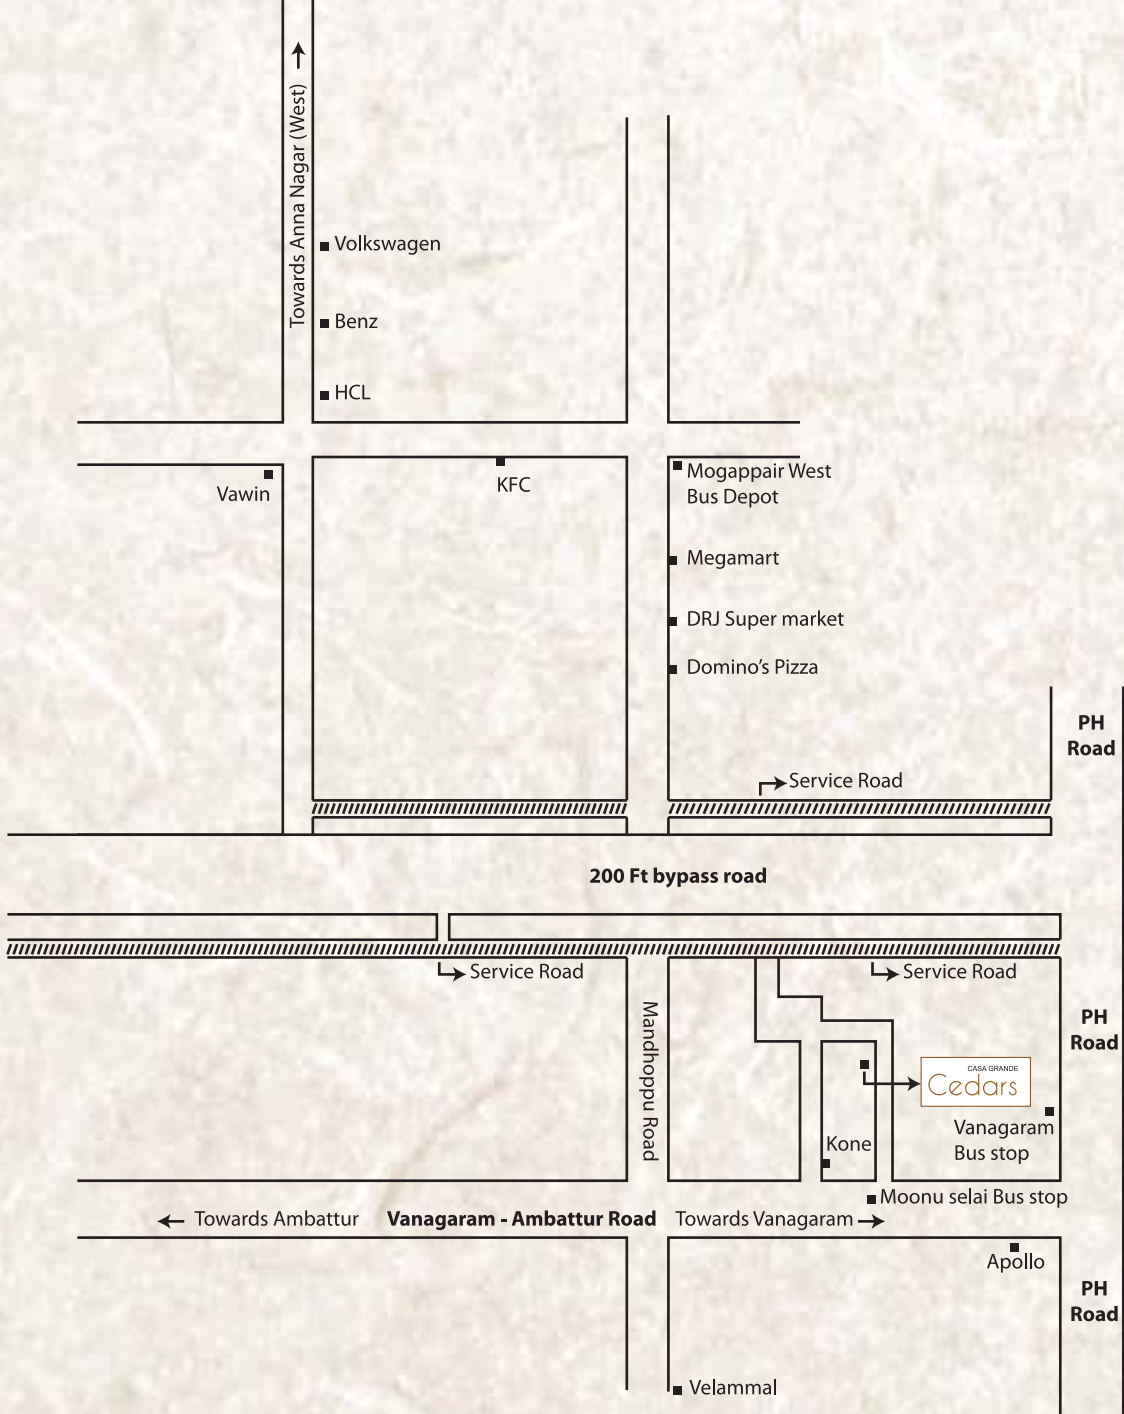 Towards Anna Nagar (West)
Volkswagen
Benz
HCL
Vawin
KFC
Mogappair West
Bus Depot
Megamart
DRJ Super market
Domino’s Pizza
PH
Road
Service Road
200 Ft bypass road
Service Road
Service Road
Mandhoppu Road
PH
Road
CASA GRANDE
Cedars
Vanagaram
Bus stop
Kone
Moonu selai Bus stop
Towards Ambattur
Vanagaram - Ambattur Road
Towards Vanagaram
Apollo
PH
Road
Velammal